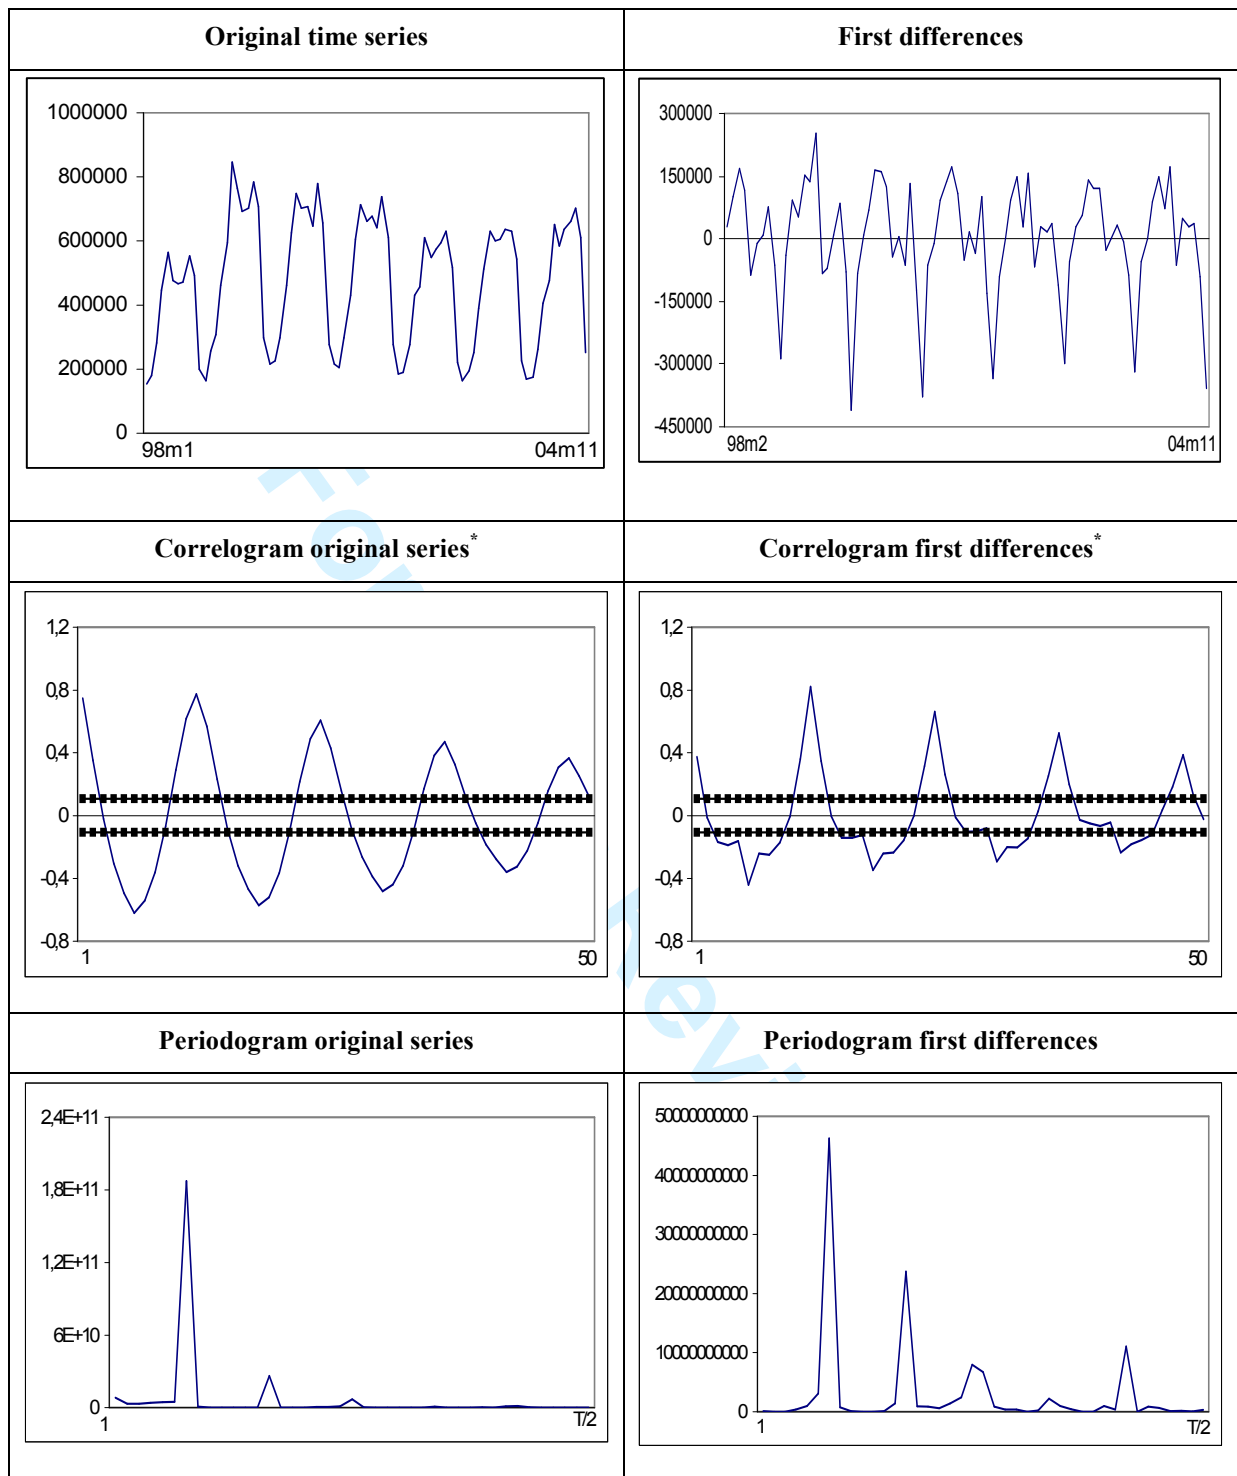 Original time series
First differences
1000000
800000
600000
400000
200000
0
98m1
04m11
300000
150000
0
-150000
-300000
-450000
98m2
04m11
Correlogram original series*
Correlogram first differences*
1,2
0,8
0,4
0
-0,4
-0,8
1
50
1,2
0,8
0,4
0
-0,4
-0,8
1
50
Periodogram original series
Periodogram first differences
2,4E+11
1,8E+11
1,2E+11
6E+10
0
1
T/2
50000000000
40000000000
30000000000
20000000000
10000000000
0
1
T/2